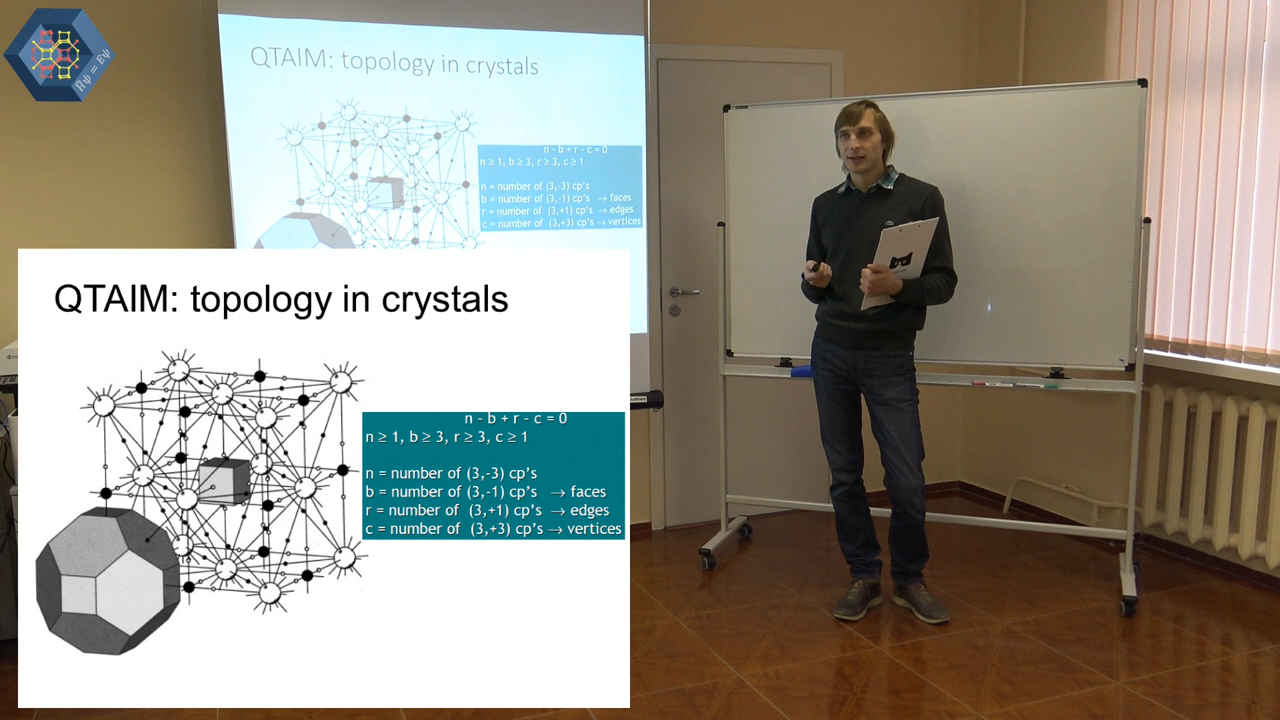 Ĥψ = Eψ
QTAIM: topology in crystals
n - b + r - c = 0
n ≥ 1, b ≥ 3, r ≥ 3, c ≥ 1
n = number of (3,-3) cp's
b = number of (3,-1) cp's → faces
r = number of (3,+1) cp's → edges
c = number of (3,+3) cp's → vertices
QTAIM: topology in crystals
n - b + r - c = 0
n ≥ 1, b ≥ 3, r ≥ 3, c ≥ 1
n = number of (3,-3) cp's
b = number of (3,-1) cp's → faces
r = number of (3,+1) cp's → edges
c = number of (3,+3) cp's → vertices